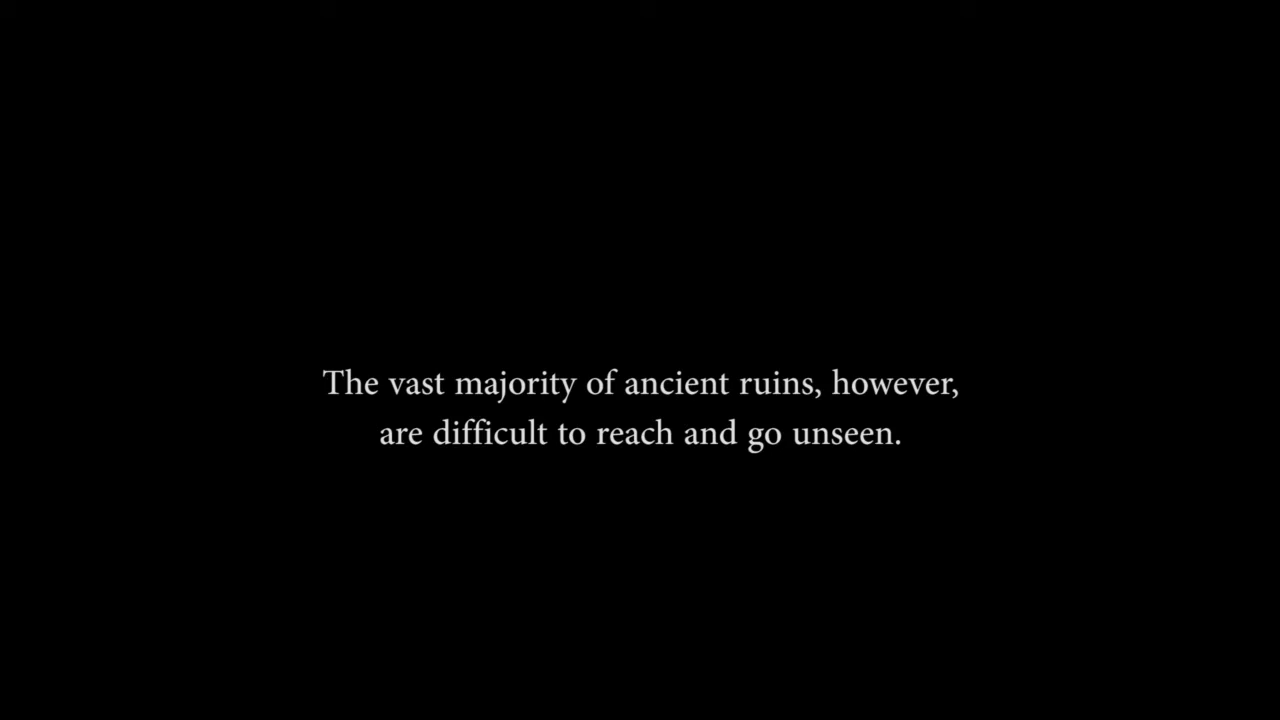 The vast majority of ancient ruins, however,
are difficult to reach and go unseen.